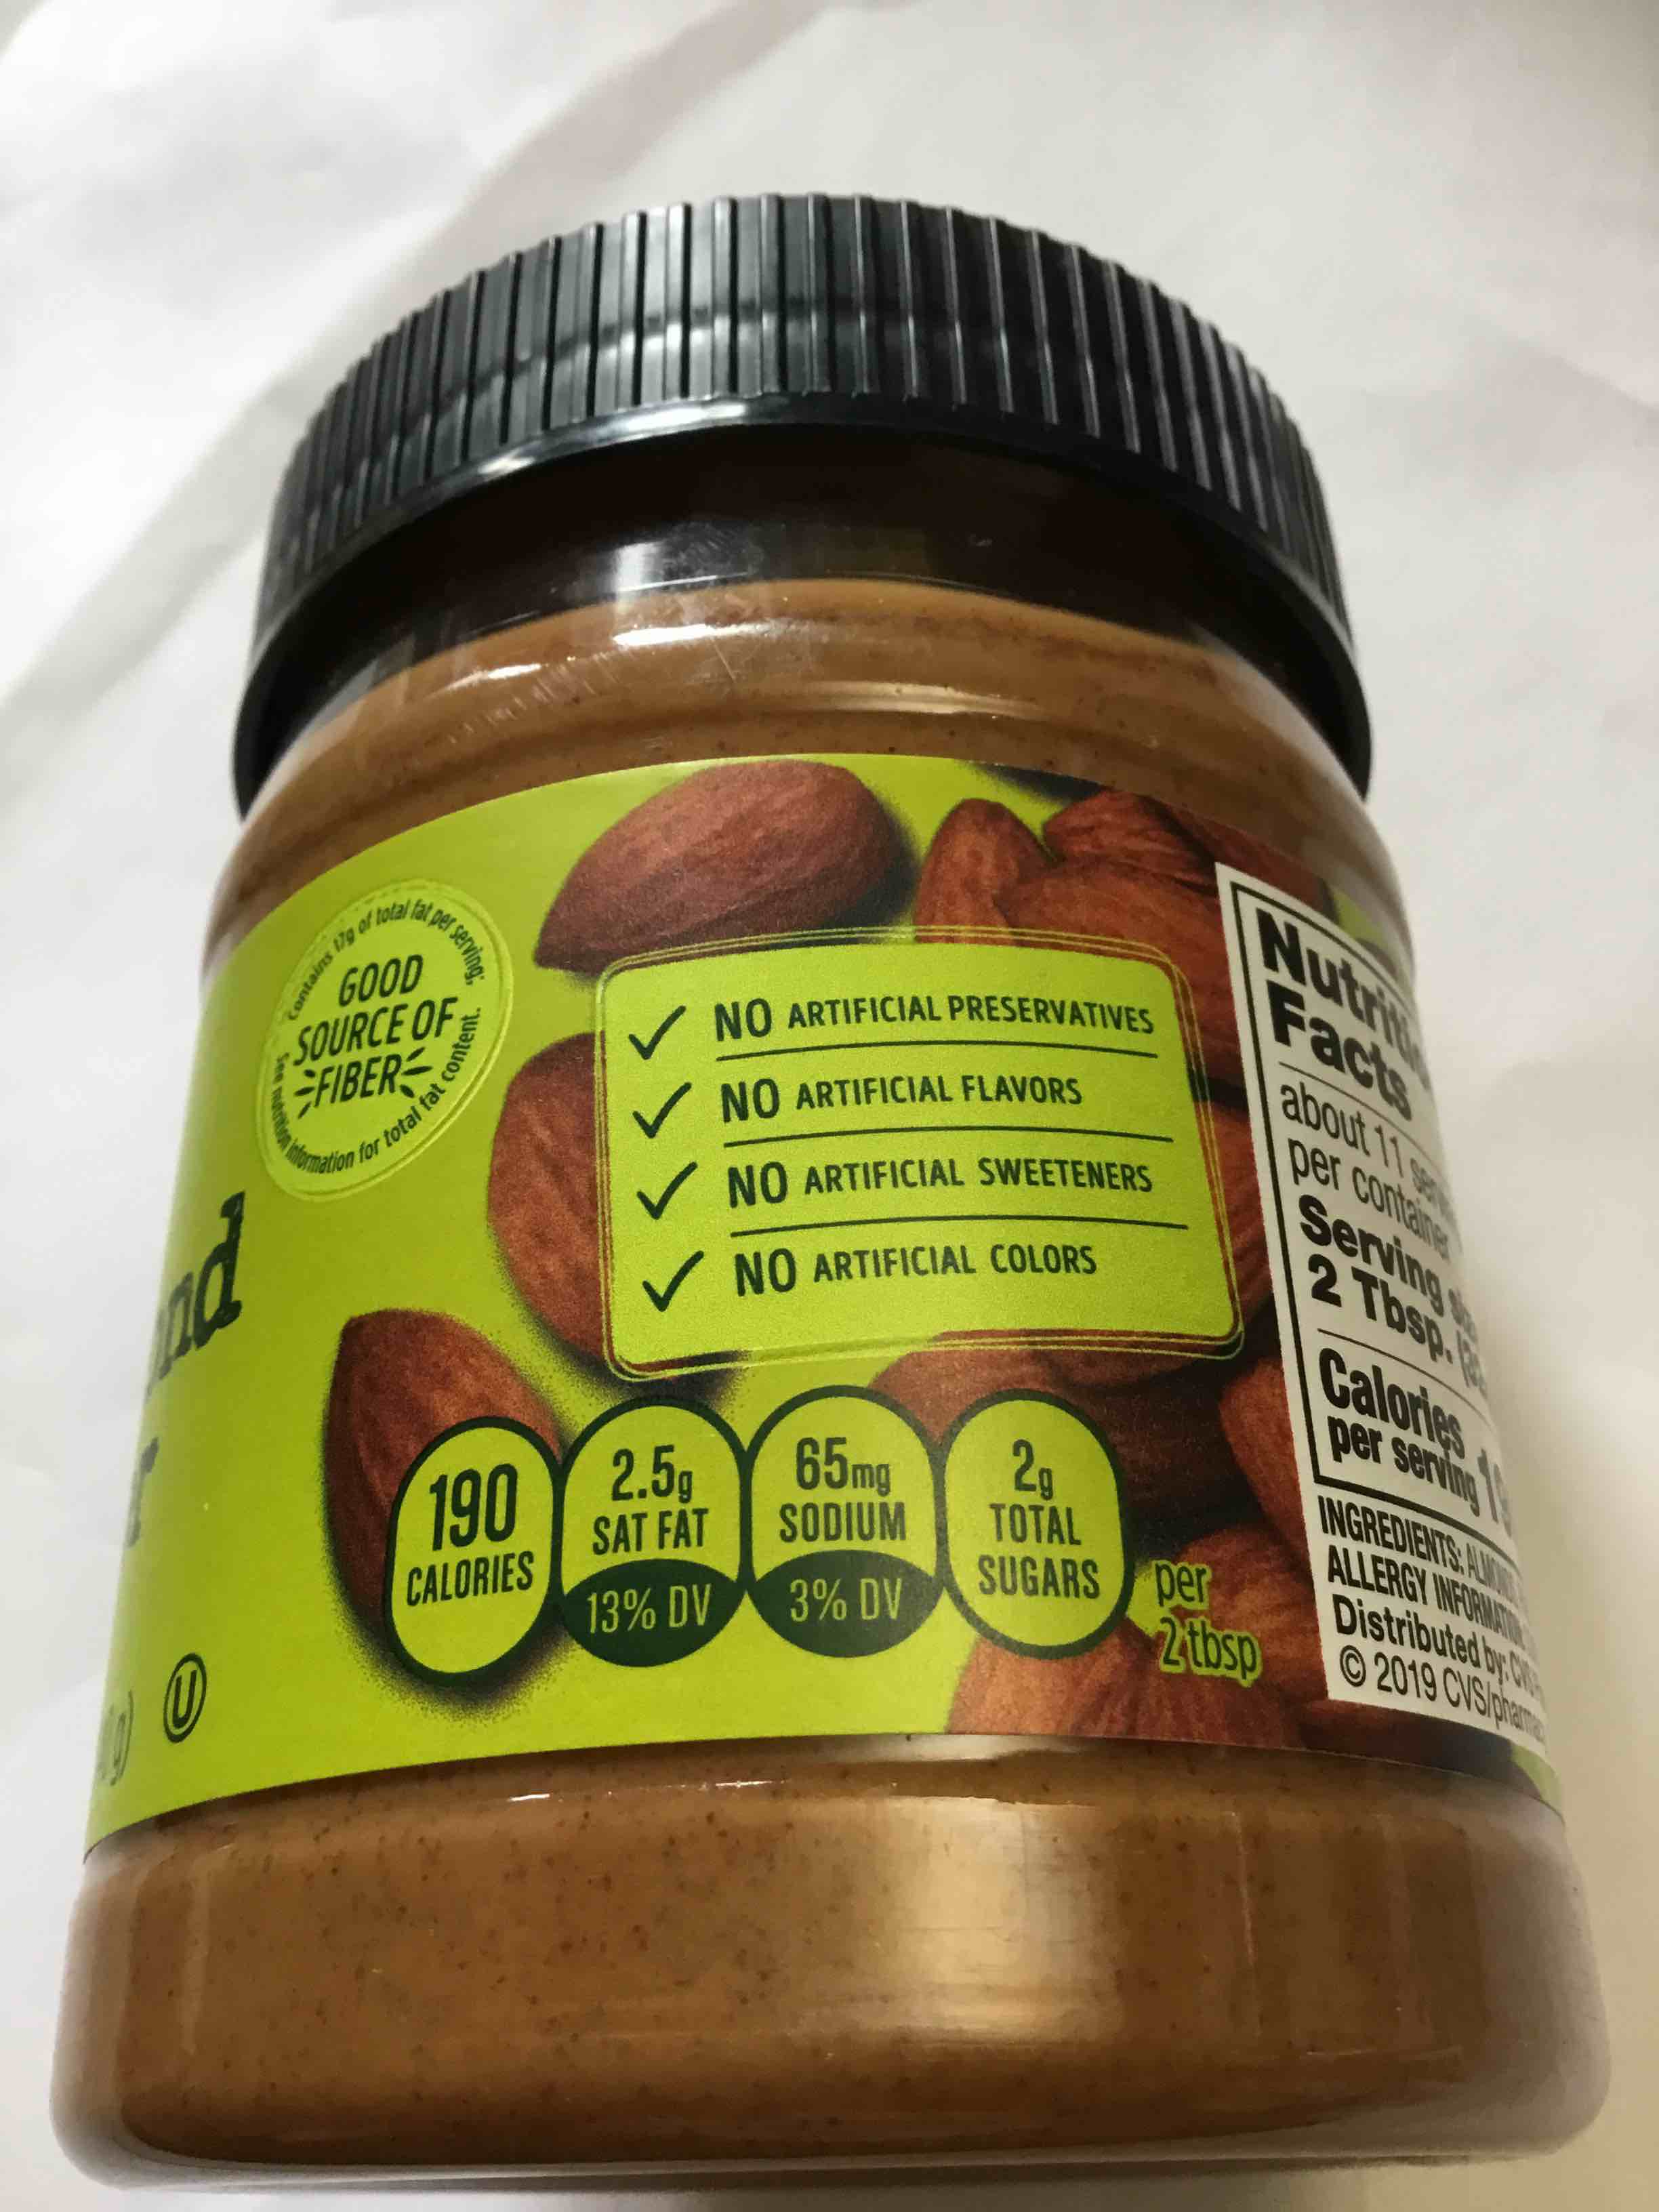 Contains 17g of total fat per serving;
GOOD
SOURCE OF
FIBER
See nutrition information for total fat content.
NO ARTIFICIAL PRESERVATIVES
NO ARTIFICIAL FLAVORS
NO ARTIFICIAL SWEETENERS
NO ARTIFICIAL COLORS
190
CALORIES
2.5g
SAT FAT
13% DV
65mg
SODIUM
3% DV
2g
TOTAL
SUGARS
per
2 tbsp
U
Facts
about 11
per container
Serving
2 Tbsp.
Calories
per serving
INGREDIENTS:
ALLERGY
Distributed by: CVS
© 2019 CVS/pharmacy